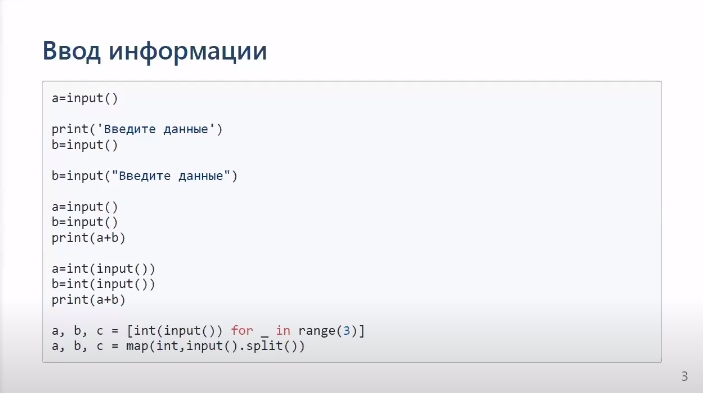 Ввод информации
a=input()
print('Введите данные')
b=input()
b=input("Введите данные")
a=input()
b=input()
print(a+b)
a=int(input())
b=int(input())
print(a+b)
a, b, c = [int(input()) for _ in range(3)]
a, b, c = map(int,input().split())
3